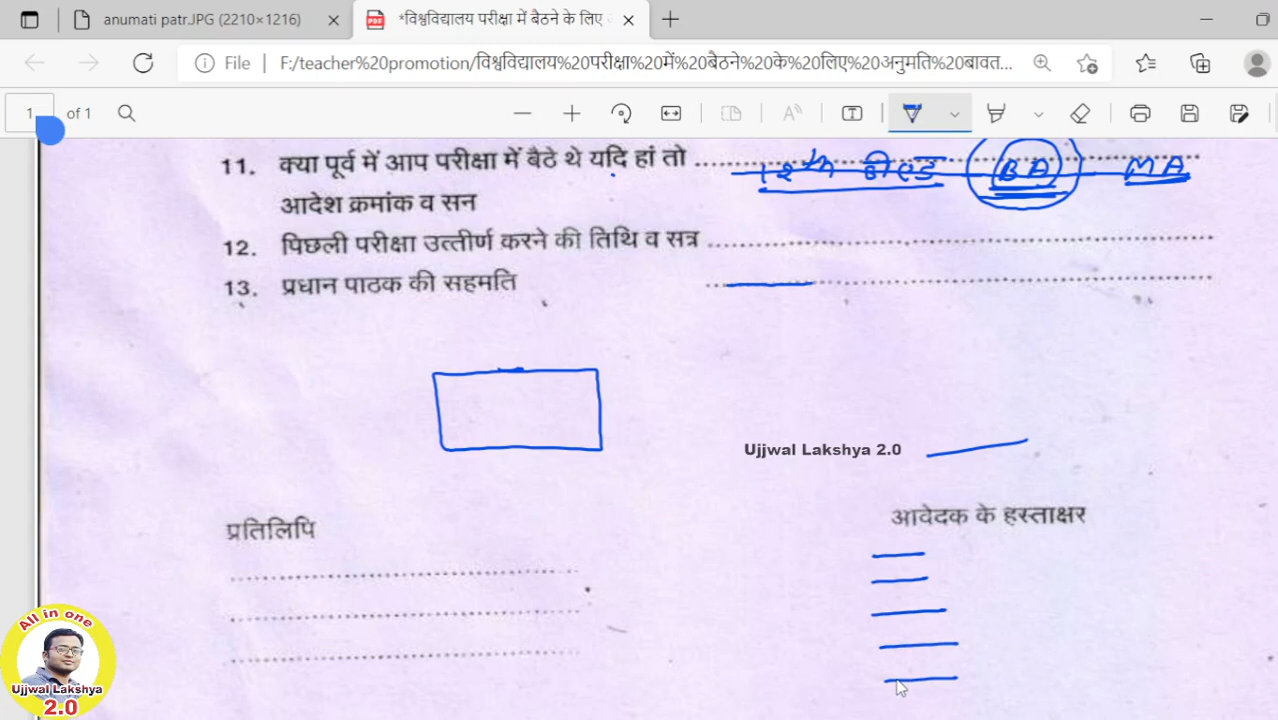 anumati patr.JPG (2210×1216)
*विश्वविद्यालय परीक्षा में बैठने के लिए
File F:/teacher%20promotion/विश्वविद्यालय%20परीक्षा%20में%20बैठने%20के%20लिए%20अनुमति%20बावत...
1 of 1
11. क्या पूर्व में आप परीक्षा में बैठे थे यदि हां तो ..........
BA MA
आदेश क्रमांक व सन
12. पिछली परीक्षा उत्तीर्ण करने की तिथि व सत्र ..........
13. प्रधान पाठक की सहमति ..........
Ujjwal Lakshya 2.0
आवेदक के हस्ताक्षर
प्रतिलिपि
All in one
Ujjwal Lakshya
2.0